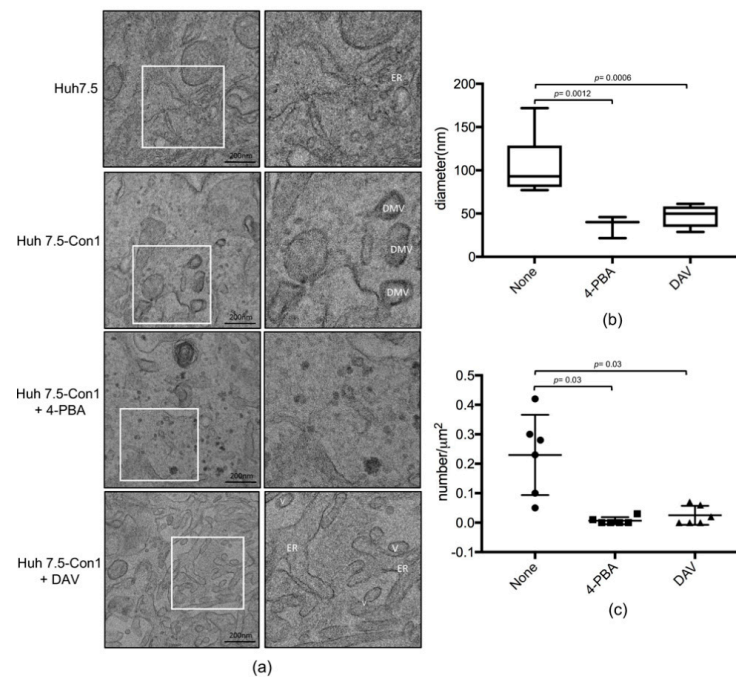 Huh7.5
ER
200nm
Huh 7.5-Con1
DMV
DMV
DMV
200nm
Huh 7.5-Con1
+ 4-PBA
200nm
Huh 7.5-Con1
+ DAV
V
ER
V
ER
V
200nm
(a)
p= 0.0006
p= 0.0012
200
150
100
50
0
diameter(nm)
None
4-PBA
DAV
(b)
p= 0.03
p= 0.03
0.5
0.4
0.3
0.2
0.1
0.0
-0.1
number/μm²
None
4-PBA
DAV
(c)